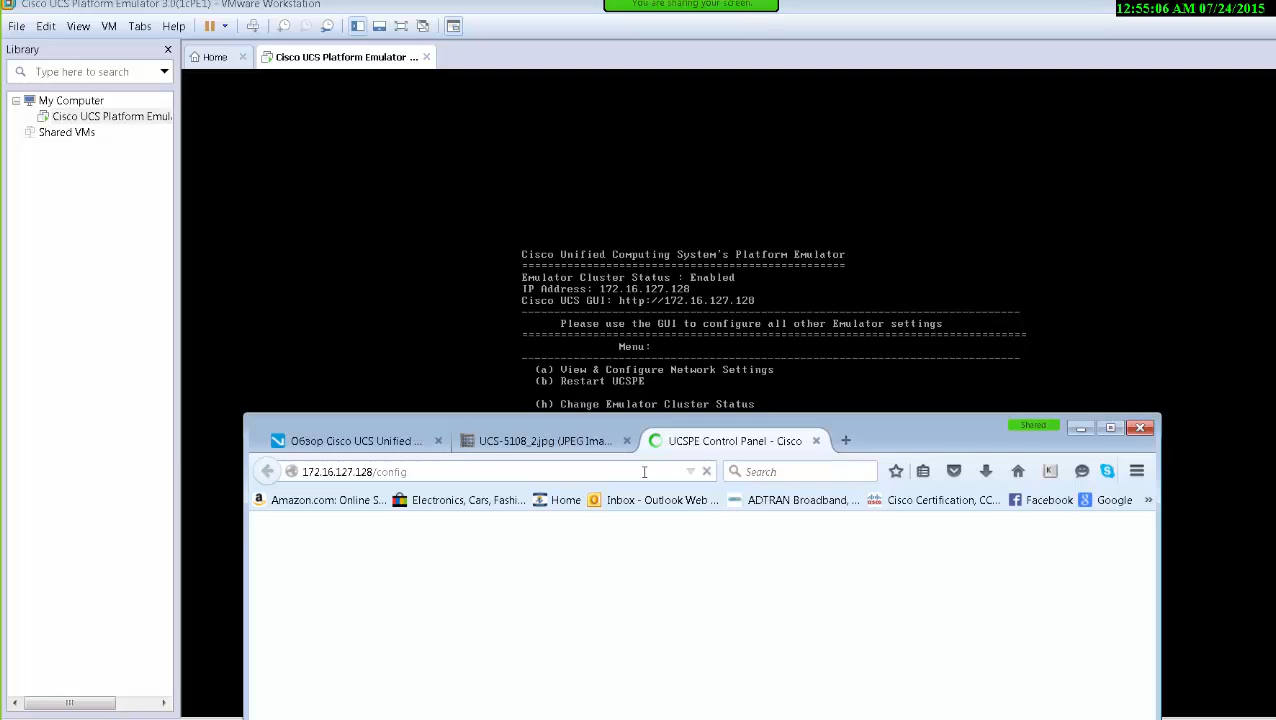 Cisco UCS Platform Emulator 3.0(1cPE1) - VMware Workstation
You are sharing your screen.
12:55:06 AM 07/24/2015
File Edit View VM Tabs Help
Library
Home
Cisco UCS Platform Emulator ...
Type here to search
My Computer
Cisco UCS Platform Emul
Shared VMs
Cisco Unified Computing System's Platform Emulator
==================================================
Emulator Cluster Status : Enabled
IP Address: 172.16.127.128
Cisco UCS GUI: http://172.16.127.128
Please use the GUI to configure all other Emulator settings
Menu:
(a) View & Configure Network Settings
(b) Restart UCSPE
(h) Change Emulator Cluster Status
Shared
Обзор Cisco UCS Unified ...
UCS-5108_2.jpg (JPEG Ima...
UCSPE Control Panel - Cisco
172.16.127.128/config
Search
Amazon.com: Online S...
Electronics, Cars, Fashi...
Home
Inbox - Outlook Web ...
ADTRAN Broadband, ...
Cisco Certification, CC...
Facebook
Google